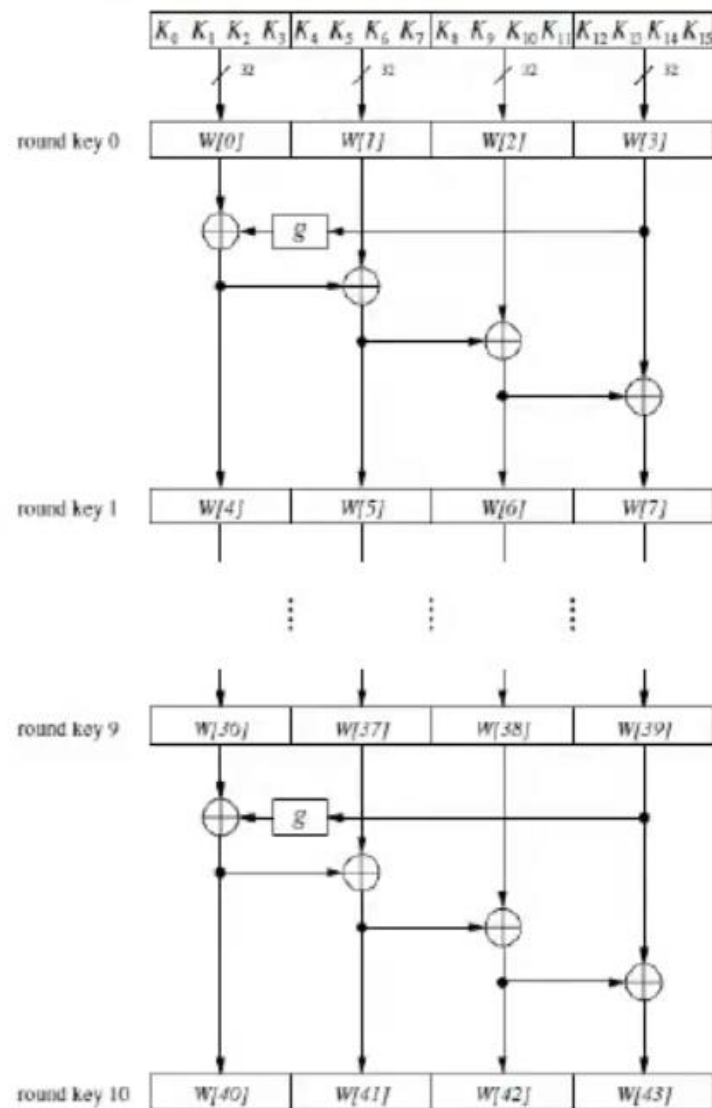 K₀ K₁ K₂ K₃ K₄ K₅ K₆ K₇ K₈ K₉ K₁₀ K₁₁ K₁₂ K₁₃ K₁₄ K₁₅
32 32 32 32
round key 0 W[0] W[1] W[2] W[3]
g
round key 1 W[4] W[5] W[6] W[7]
round key 9 W[36] W[37] W[38] W[39]
g
round key 10 W[40] W[41] W[42] W[43]